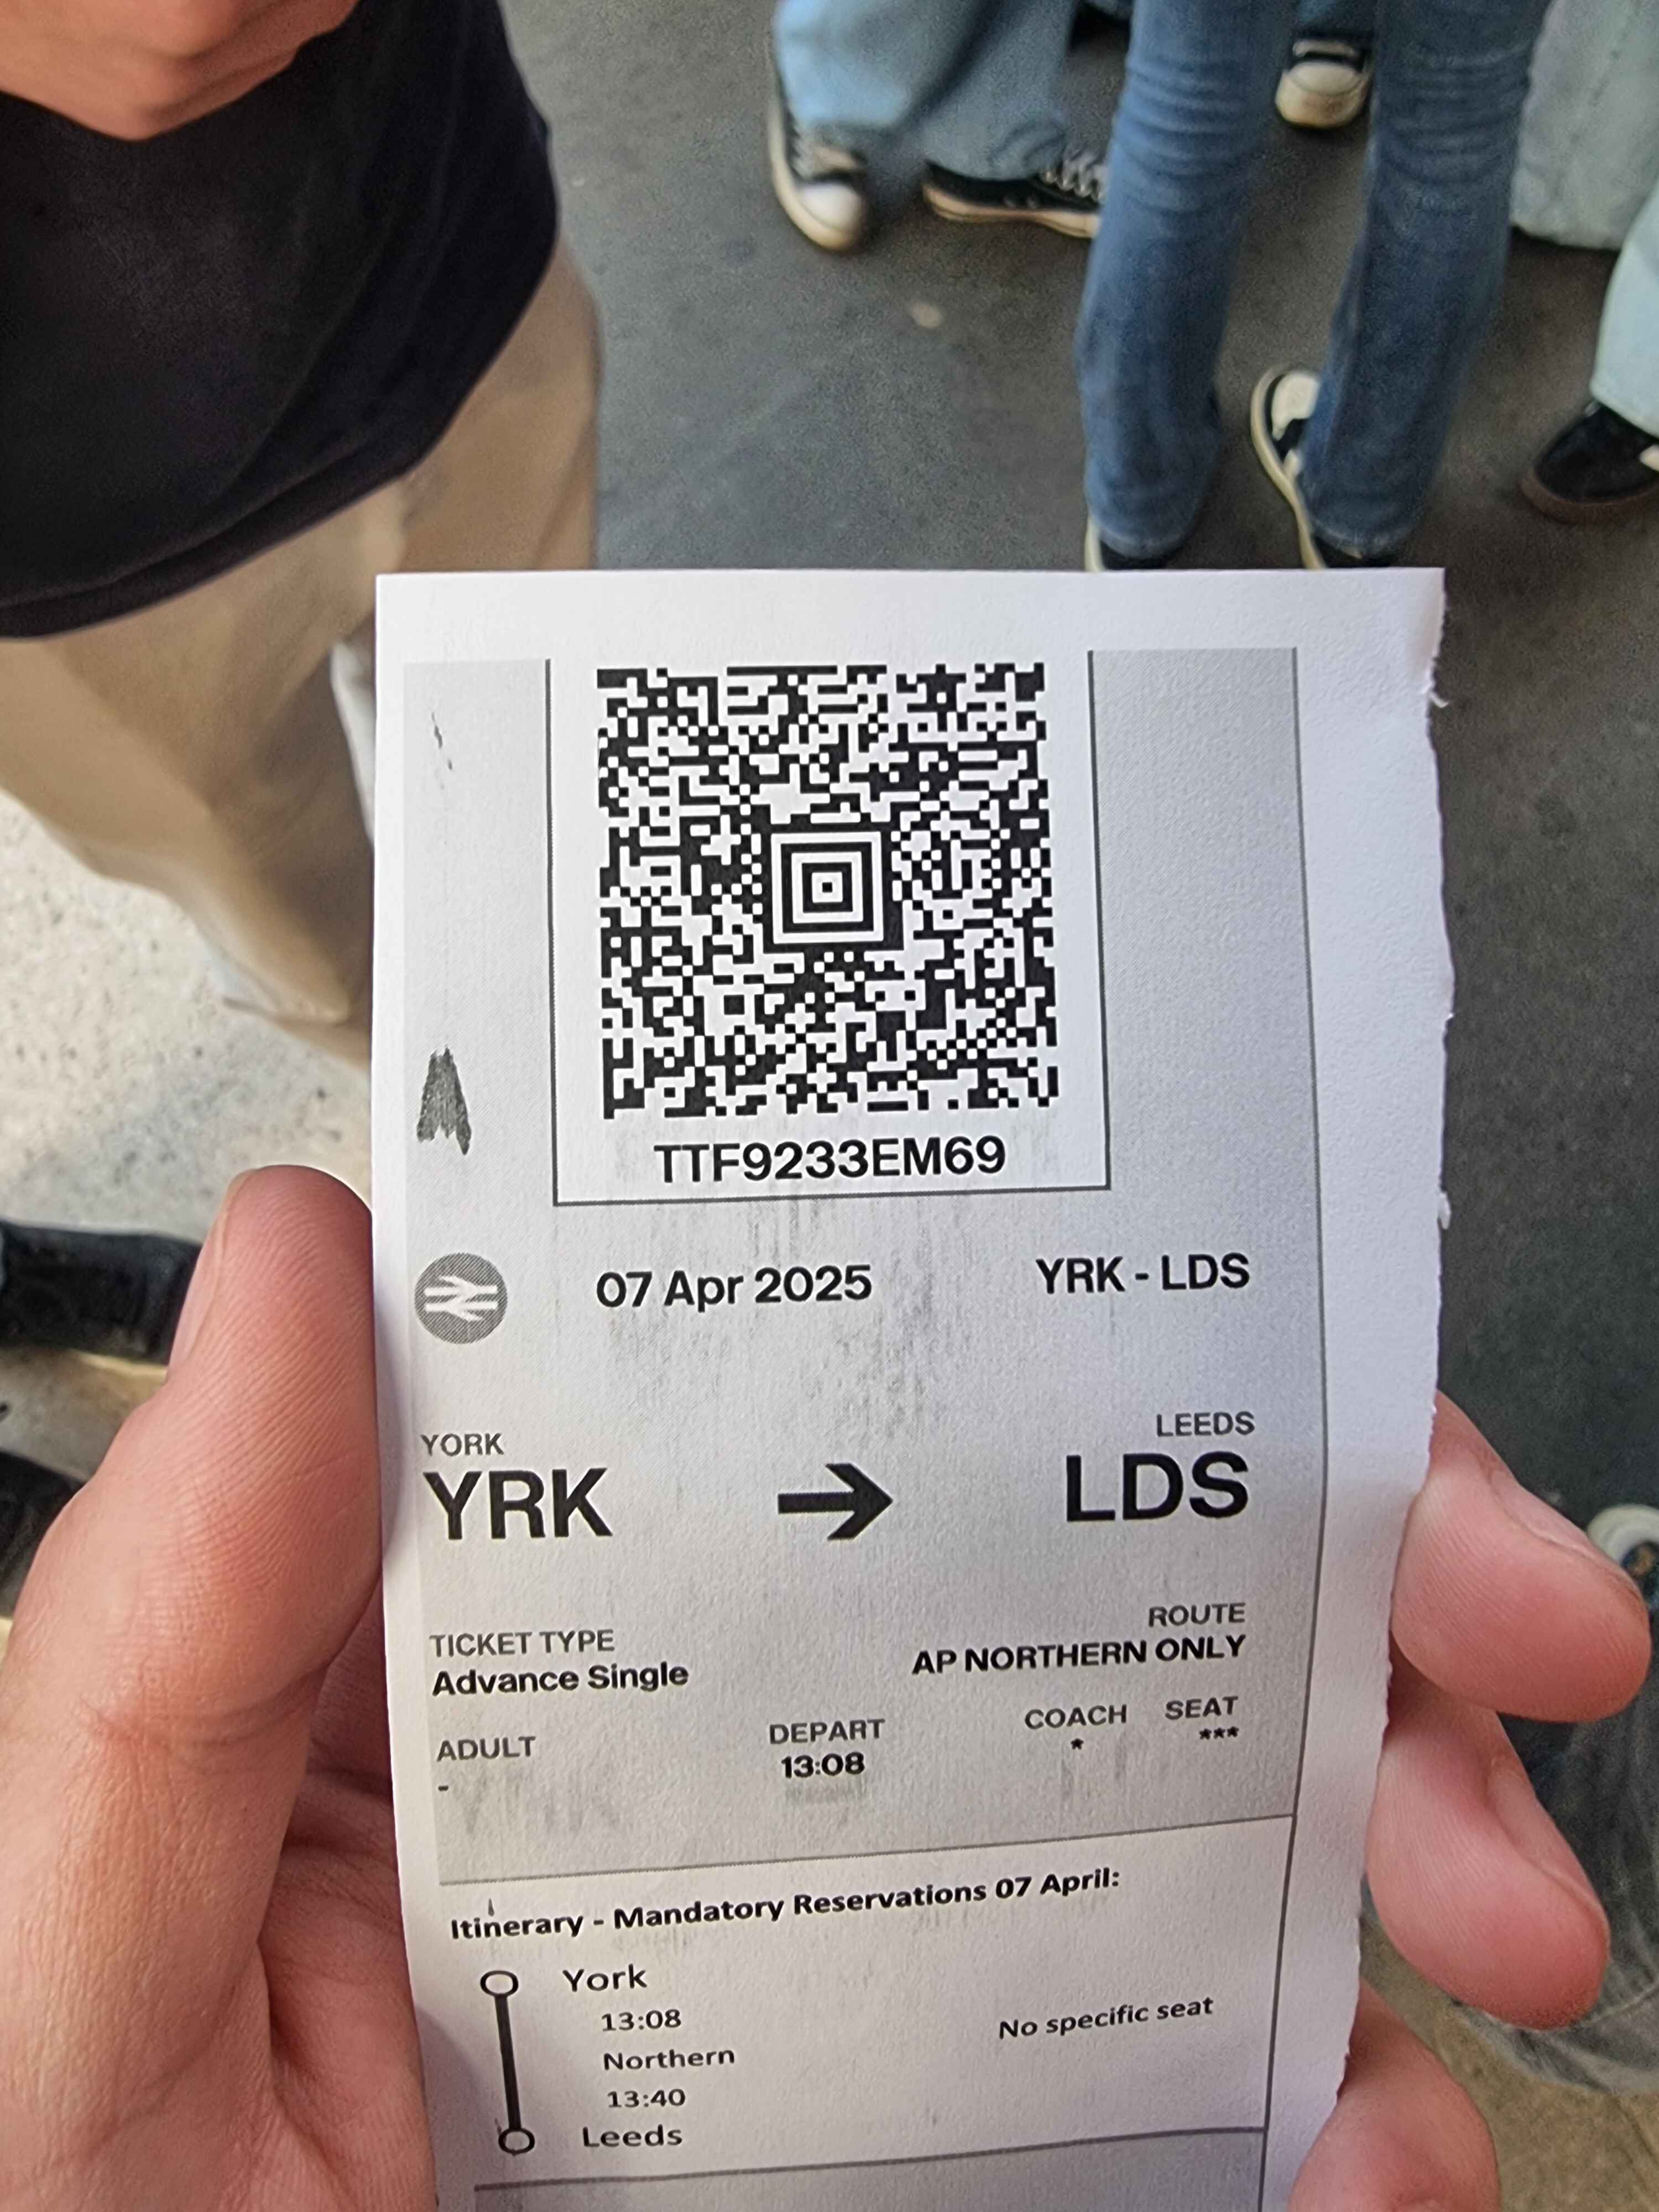 TTF9233EM69
07 Apr 2025 YRK - LDS
YORK LEEDS
YRK → LDS
TICKET TYPE ROUTE
Advance Single AP NORTHERN ONLY
ADULT DEPART COACH SEAT
- 13:08 * ***
Itinerary - Mandatory Reservations 07 April:
York
13:08
Northern No specific seat
13:40
Leeds